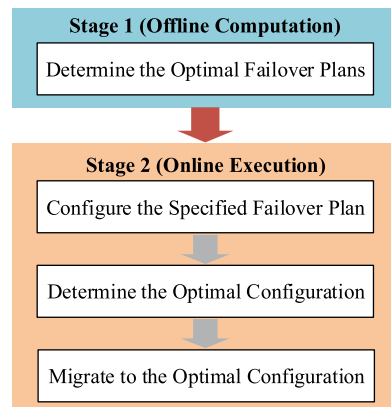 Stage 1 (Offline Computation)
Determine the Optimal Failover Plans
Stage 2 (Online Execution)
Configure the Specified Failover Plan
Determine the Optimal Configuration
Migrate to the Optimal Configuration